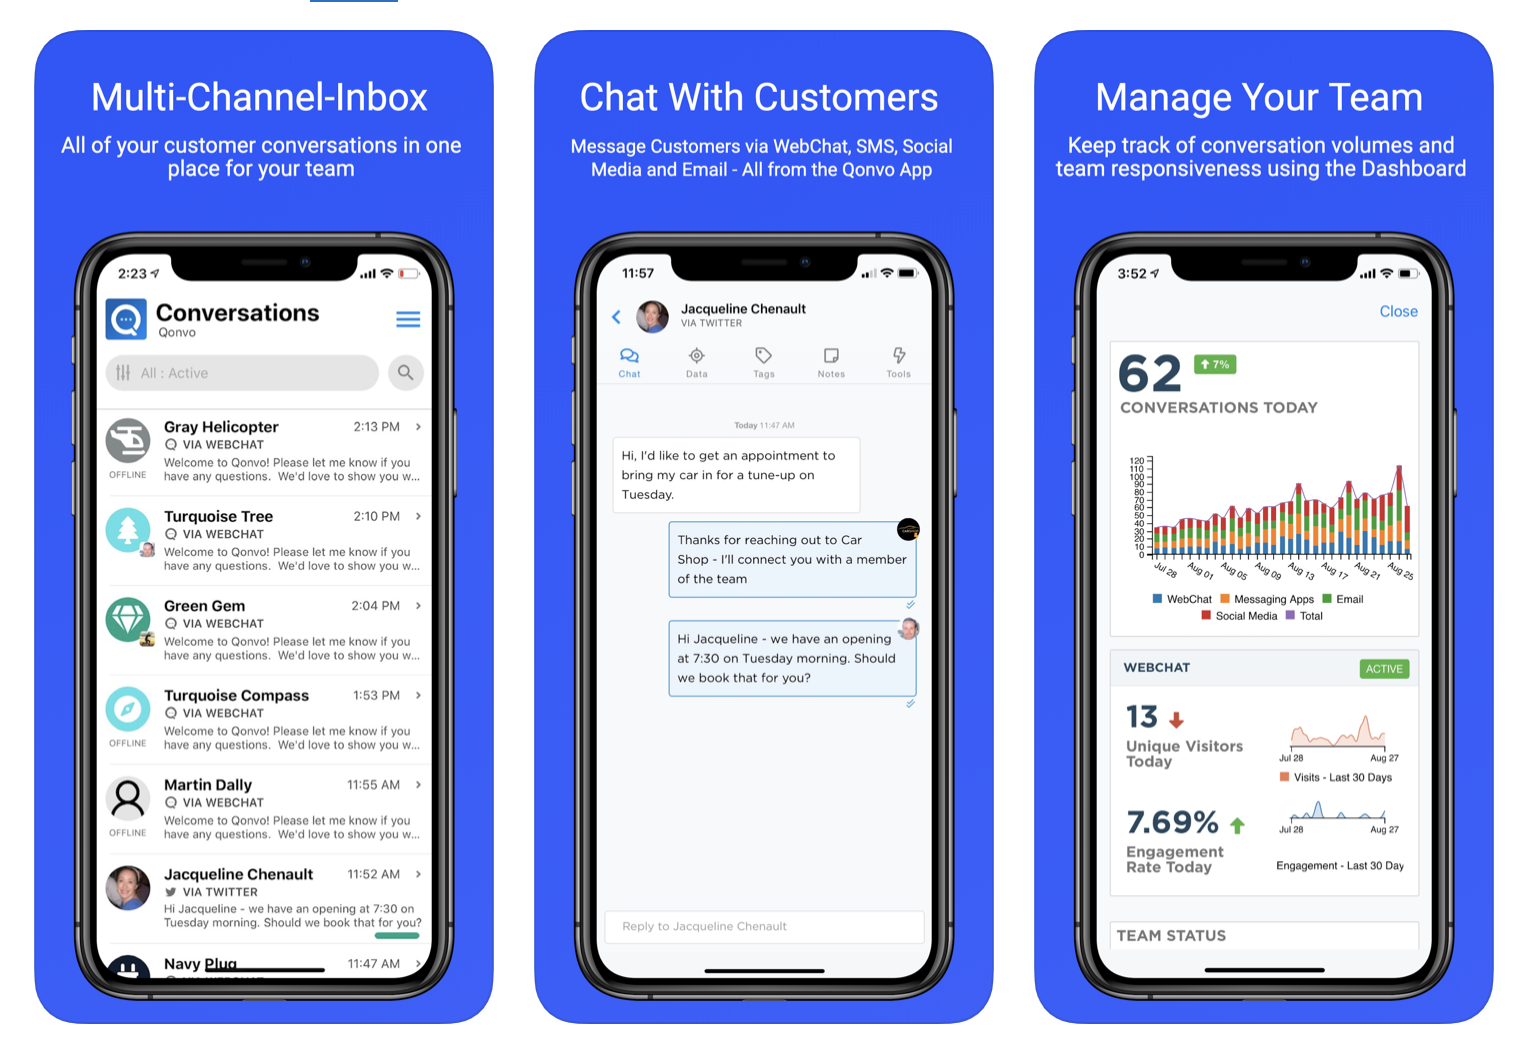 Multi-Channel-Inbox
All of your customer conversations in one
place for your team
2:23
Conversations
Qonvo
All : Active
Gray Helicopter 2:13 PM
VIA WEBCHAT
Welcome to Qonvo! Please let me know if you
have any questions. We'd love to show you w...
OFFLINE
Turquoise Tree 2:10 PM
VIA WEBCHAT
Welcome to Qonvo! Please let me know if you
have any questions. We'd love to show you w...
Green Gem 2:04 PM
VIA WEBCHAT
Welcome to Qonvo! Please let me know if you
have any questions. We'd love to show you w...
Turquoise Compass 1:53 PM
VIA WEBCHAT
Welcome to Qonvo! Please let me know if you
have any questions. We'd love to show you w...
OFFLINE
Martin Dally 11:55 AM
VIA WEBCHAT
Welcome to Qonvo! Please let me know if you
have any questions. We'd love to show you w...
OFFLINE
Jacqueline Chenault 11:52 AM
VIA TWITTER
Hi Jacqueline - we have an opening at 7:30 on
Tuesday morning. Should we book that for you?
Navy Plug 11:47 AM
Chat With Customers
Message Customers via WebChat, SMS, Social
Media and Email - All from the Qonvo App
11:57
Jacqueline Chenault
VIA TWITTER
Chat Data Tags Notes Tools
Today 11:47 AM
Hi, I'd like to get an appointment to
bring my car in for a tune-up on
Tuesday.
Thanks for reaching out to Car
Shop - I'll connect you with a member
of the team
Hi Jacqueline - we have an opening
at 7:30 on Tuesday morning. Should
we book that for you?
Reply to Jacqueline Chenault
Manage Your Team
Keep track of conversation volumes and
team responsiveness using the Dashboard
3:52
Close
62 7%
CONVERSATIONS TODAY
120
110
100
90
80
70
60
50
40
30
20
10
0
Jul 28 Aug 01 Aug 05 Aug 09 Aug 13 Aug 17 Aug 21 Aug 25
WebChat Messaging Apps Email
Social Media Total
WEBCHAT ACTIVE
13
Unique Visitors
Today
Jul 28 Aug 27
Visits - Last 30 Days
7.69%
Engagement
Rate Today
Jul 28 Aug 27
Engagement - Last 30 Day
TEAM STATUS